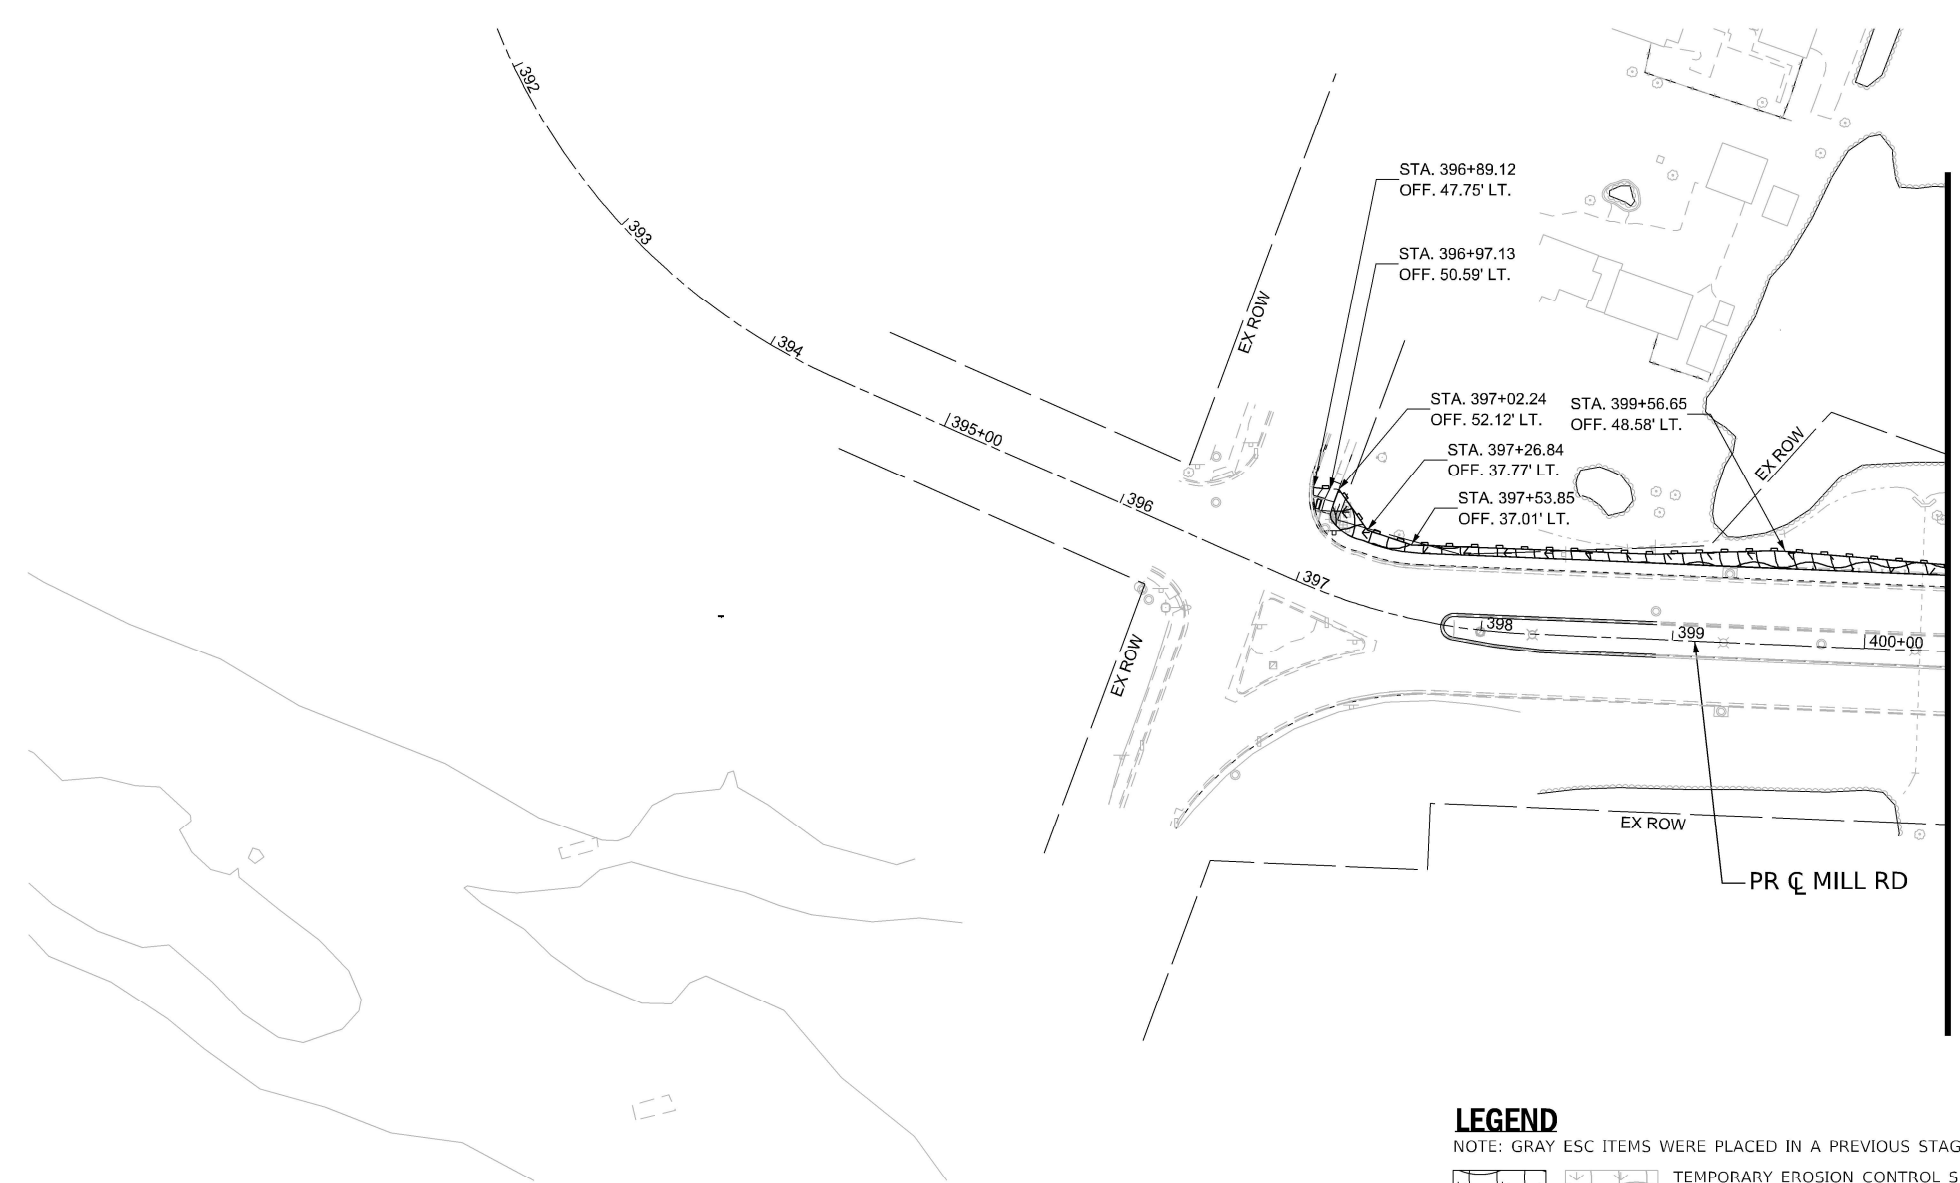 392
393
394
395+00
396
397
398
399
400+00
STA. 396+89.12
OFF. 47.75' LT.
STA. 396+97.13
OFF. 50.59' LT.
STA. 397+02.24
OFF. 52.12' LT.
STA. 399+56.65
OFF. 48.58' LT.
STA. 397+26.84
OFF. 37.77' LT.
STA. 397+53.85
OFF. 37.01' LT.
EX ROW
EX ROW
EX ROW
EX ROW
PR ℄ MILL RD
LEGEND
NOTE: GRAY ESC ITEMS WERE PLACED IN A PREVIOUS STAG
TEMPORARY EROSION CONTROL S